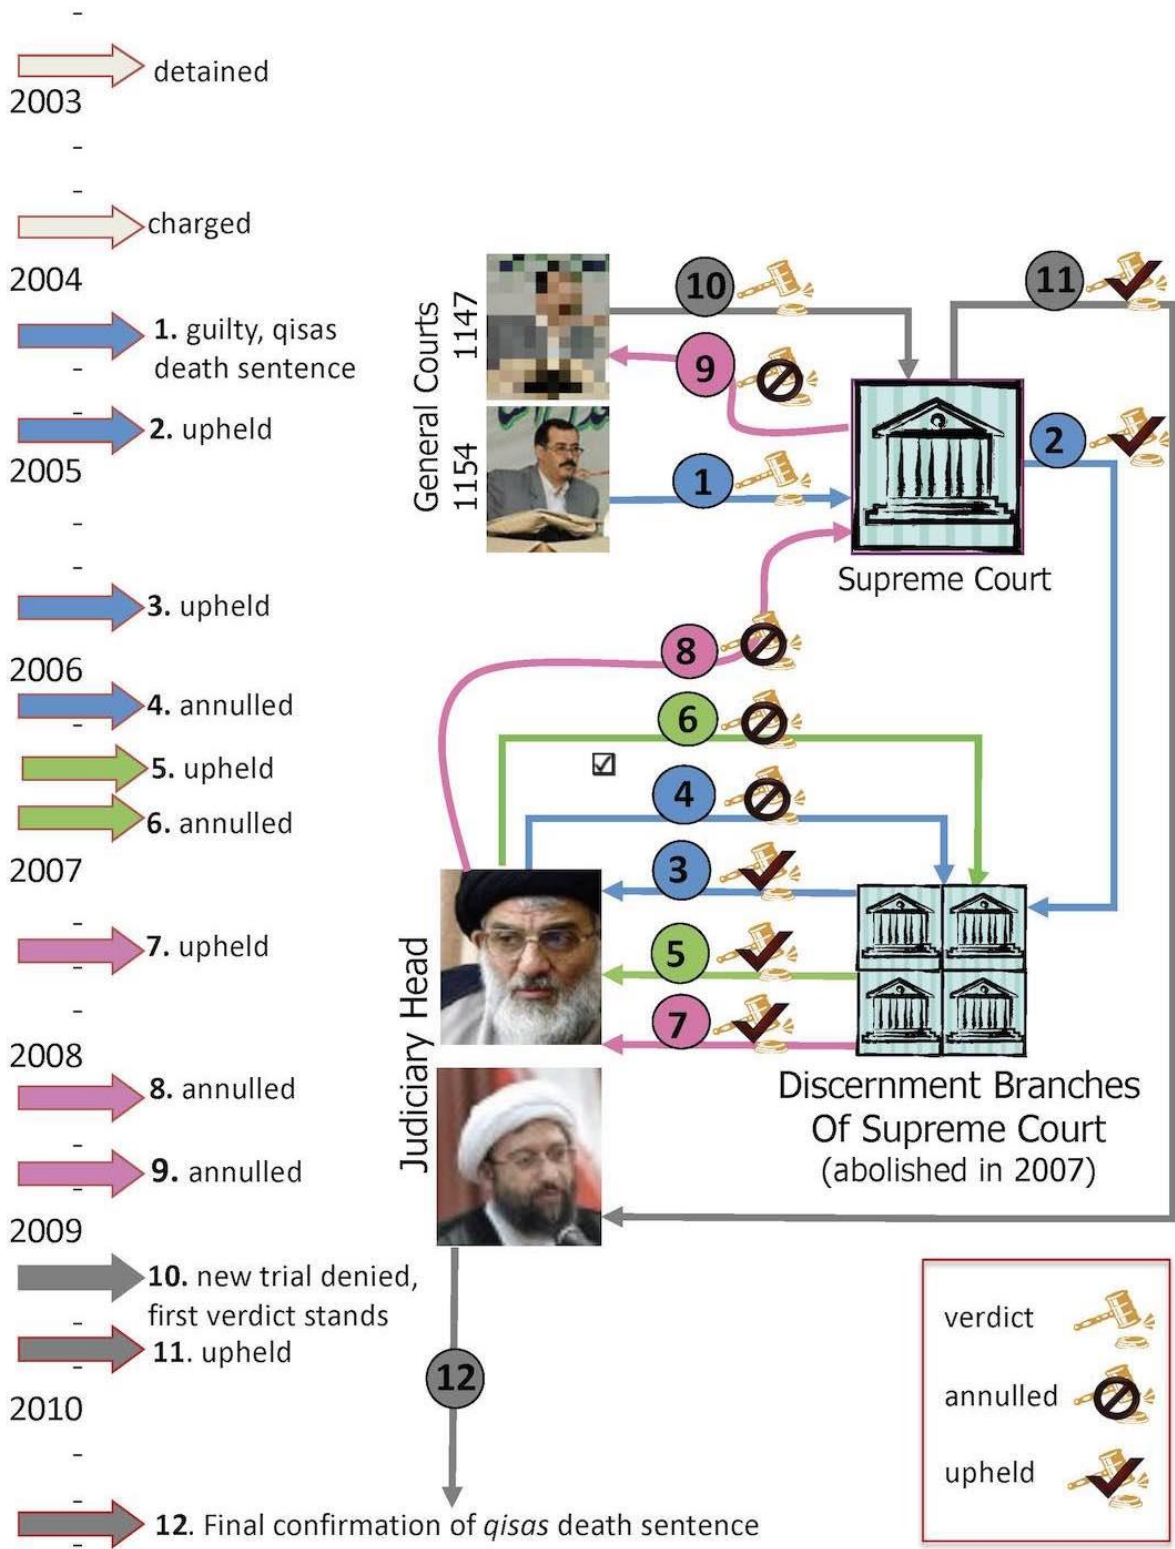 detained
2003
charged
2004
1. guilty, qisas
death sentence
2. upheld
2005
3. upheld
2006
4. annulled
5. upheld
6. annulled
2007
7. upheld
2008
8. annulled
9. annulled
2009
10. new trial denied,
first verdict stands
11. upheld
2010
12. Final confirmation of qisas death sentence
General Courts
1154 1147
10
11
9
2
1
Supreme Court
8
6
4
3
5
7
Judiciary Head
Discernment Branches
Of Supreme Court
(abolished in 2007)
12
verdict
annulled
upheld